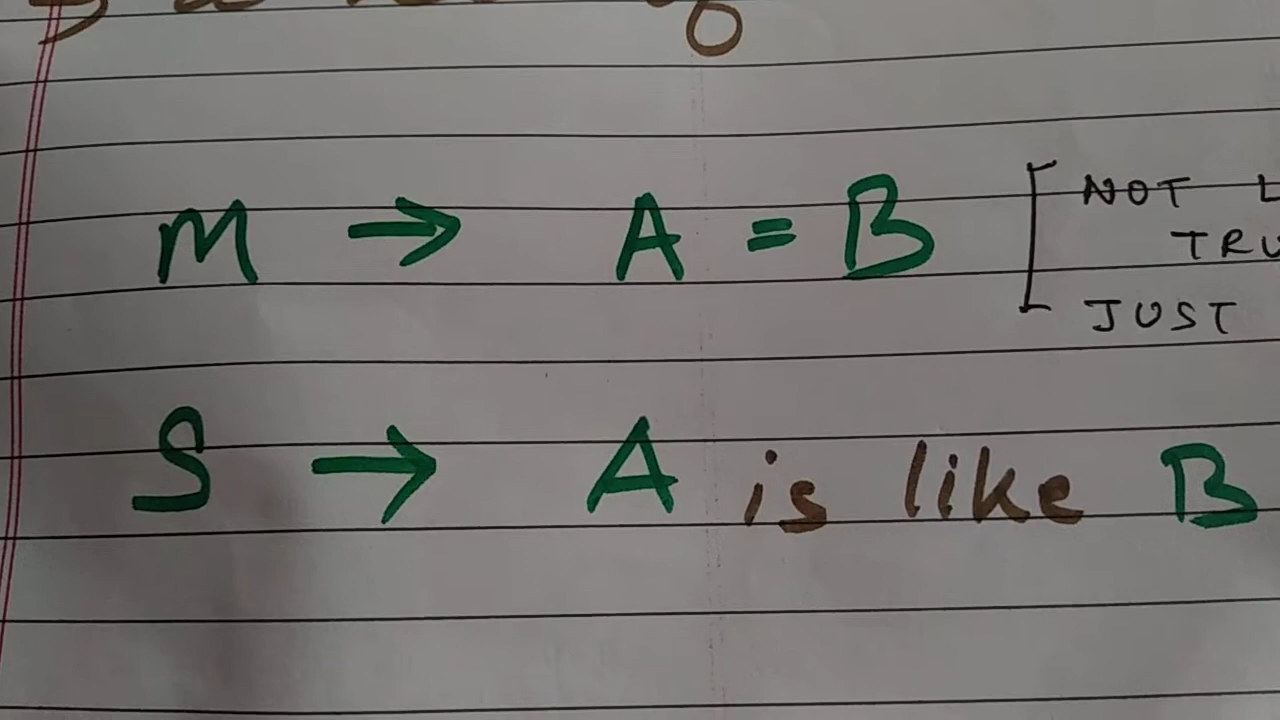 M → A = B [ NOT
JUST
S → A is like B